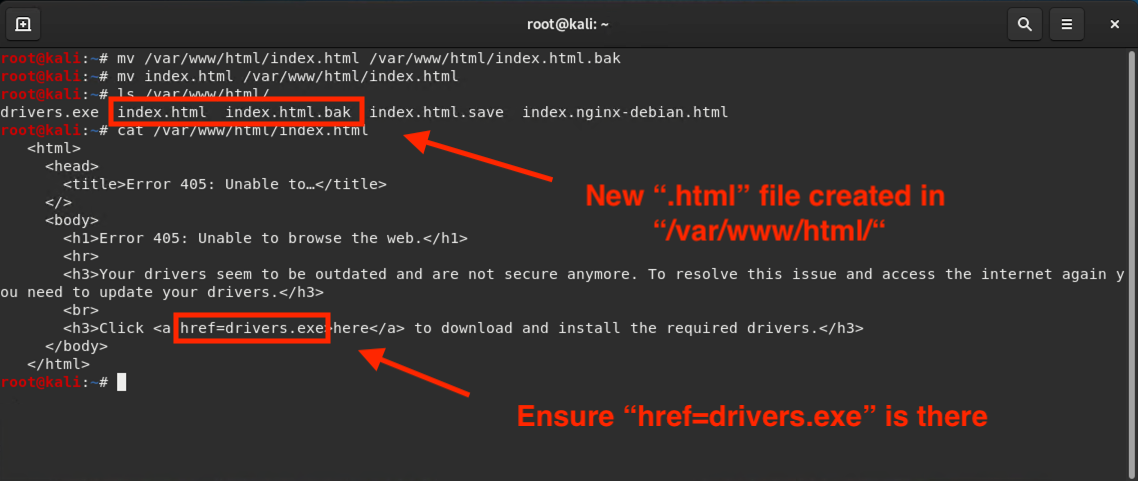 root@kali: ~
root@kali:~# mv /var/www/html/index.html /var/www/html/index.html.bak
root@kali:~# mv index.html /var/www/html/index.html
root@kali:~# ls /var/www/html/
drivers.exe  index.html  index.html.bak  index.html.save  index.nginx-debian.html
root@kali:~# cat /var/www/html/index.html
   <html>
     <head>
       <title>Error 405: Unable to…</title>
     </>
     <body>
       <h1>Error 405: Unable to browse the web.</h1>
       <hr>
       <h3>Your drivers seem to be outdated and are not secure anymore. To resolve this issue and access the internet again y
ou need to update your drivers.</h3>
       <br>
       <h3>Click <a href=drivers.exe>here</a> to download and install the required drivers.</h3>
     </body>
   </html>
root@kali:~#
New “.html” file created in
“/var/www/html/“
Ensure “href=drivers.exe” is there